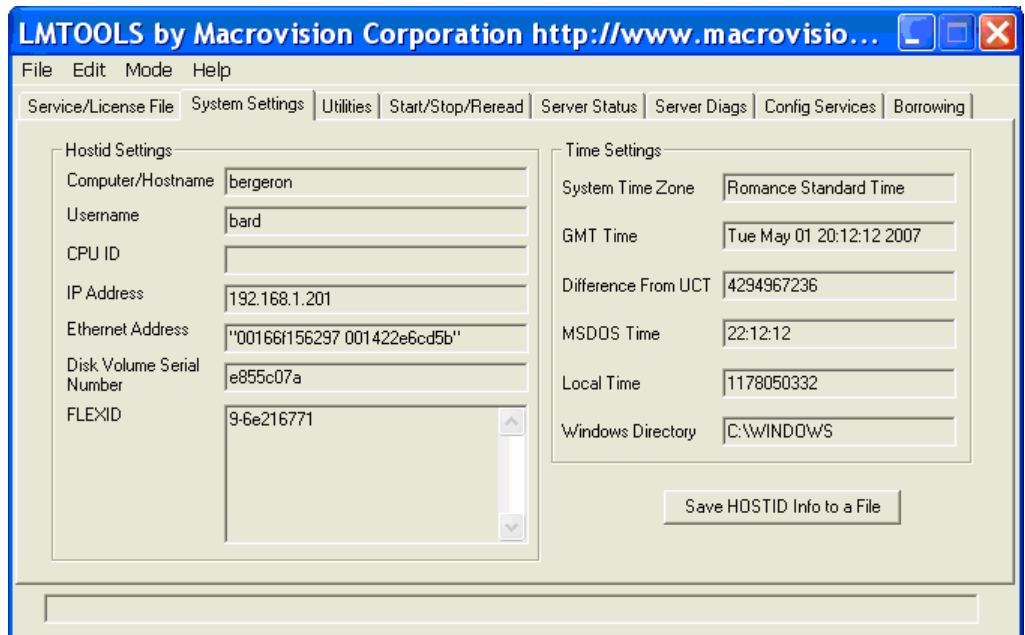 LMTOOLS by Macrovision Corporation http://www.macrovisio...
File Edit Mode Help
Service/License File System Settings Utilities Start/Stop/Reread Server Status Server Diags Config Services Borrowing
Hostid Settings
Computer/Hostname bergeron
Username bard
CPU ID
IP Address 192.168.1.201
Ethernet Address "00166f156297 001422e6cd5b"
Disk Volume Serial
Number e855c07a
FLEXID 9-6e216771
Time Settings
System Time Zone Romance Standard Time
GMT Time Tue May 01 20:12:12 2007
Difference From UCT 4294967236
MSDOS Time 22:12:12
Local Time 1178050332
Windows Directory C:\WINDOWS
Save HOSTID Info to a File